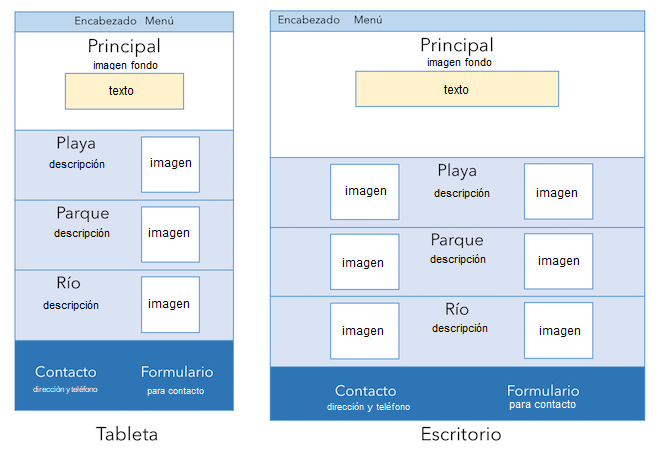 Encabezado Menú
Principal
imagen fondo
texto
Playa
descripción
imagen
Parque
descripción
imagen
Río
descripción
imagen
Contacto
dirección y teléfono
Formulario
para contacto
Tableta
Encabezado Menú
Principal
imagen fondo
texto
imagen
Playa
descripción
imagen
imagen
Parque
descripción
imagen
imagen
Río
descripción
imagen
Contacto
dirección y teléfono
Formulario
para contacto
Escritorio